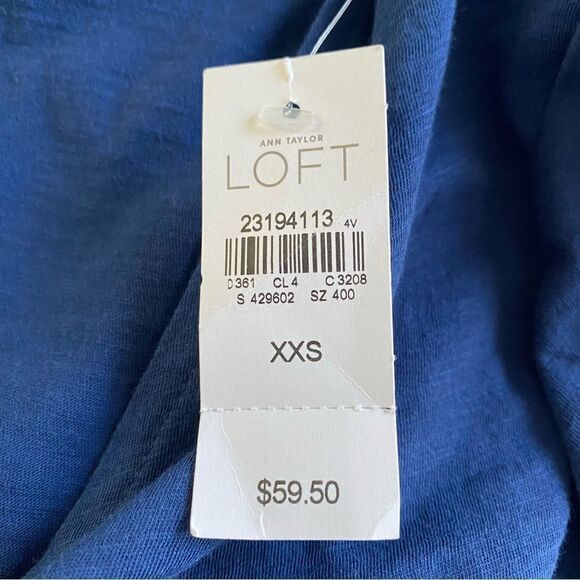 ANN TAYLOR
LOFT
23194113 4V
D 361 CL 4 C 3208
S 429602 SZ 400
XXS
$59.50